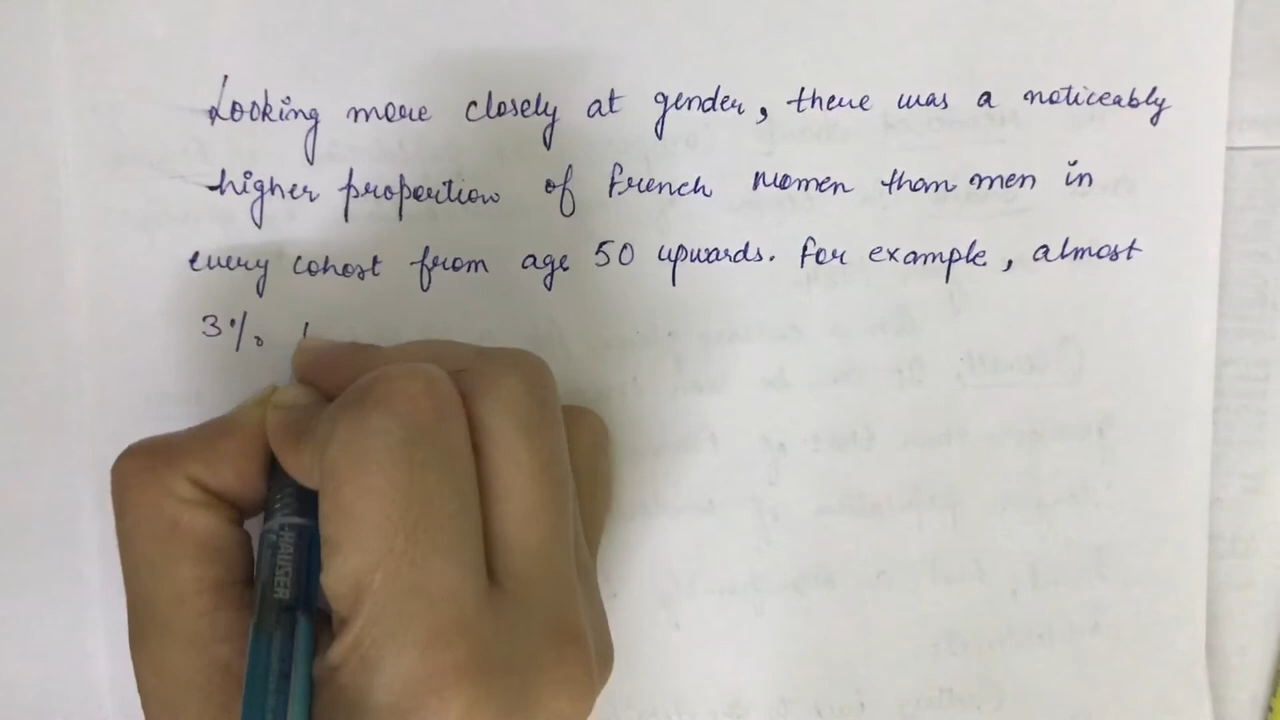 Looking more closely at gender, there was a noticeably
higher proportion of French women than men in
every cohort from age 50 upwards. For example, almost
3%
HAUSER